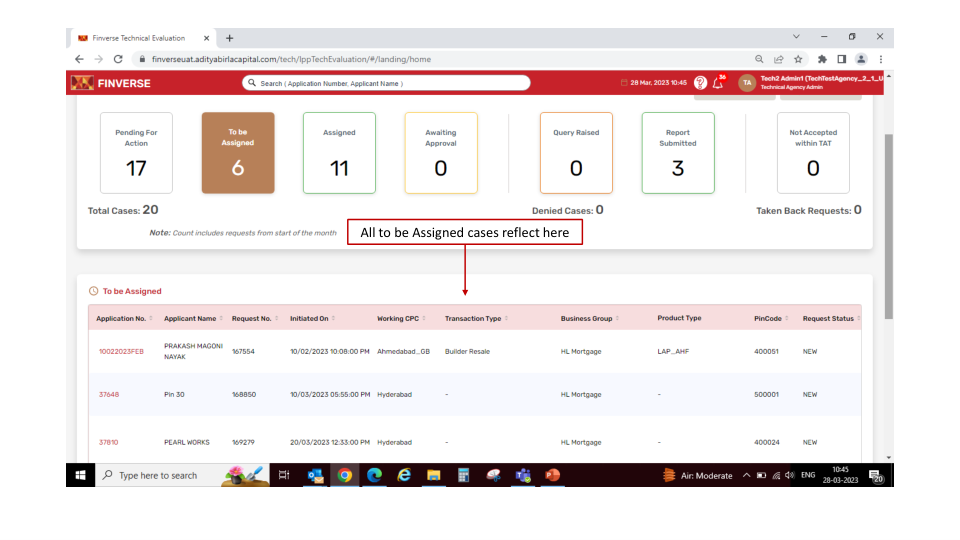 Finverse Technical Evaluation
finverseuat.adityabirlacapital.com/tech/lppTechEvaluation/#/landing/home
FINVERSE
Search ( Application Number, Applicant Name )
28 Mar, 2023 10:45
36
TA
Tech2 Admin1 (TechTestAgency_2_1_U
Technical Agency Admin
Pending For
Action
17
To be
Assigned
6
Assigned
11
Awaiting
Approval
0
Query Raised
0
Report
Submitted
3
Not Accepted
within TAT
0
Total Cases: 20
Denied Cases: 0
Taken Back Requests: 0
Note: Count includes requests from start of the month
All to be Assigned cases reflect here
To be Assigned
Application No. Applicant Name Request No. Initiated On Working CPC Transaction Type Business Group Product Type PinCode Request Status
10022023FEB PRAKASH MAGONI NAYAK 167554 10/02/2023 10:08:00 PM Ahmedabad_GB Builder Resale HL Mortgage LAP_AHF 400051 NEW
37648 Pin 30 168850 10/03/2023 05:55:00 PM Hyderabad - HL Mortgage - 500001 NEW
37810 PEARL WORKS 169279 20/03/2023 12:33:00 PM Hyderabad - HL Mortgage - 400024 NEW
Type here to search
Air: Moderate
ENG
10:45
28-03-2023
20